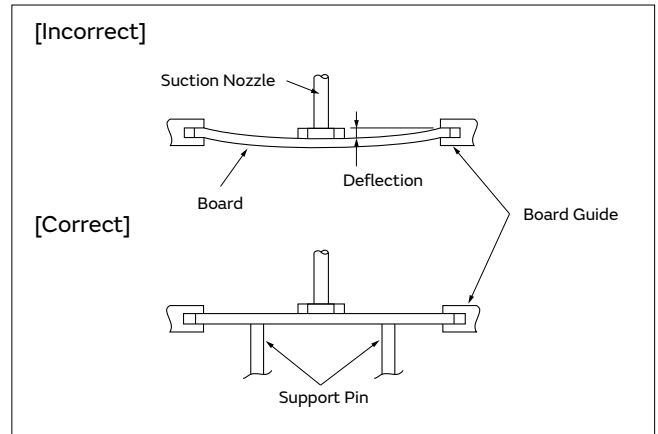 [Incorrect]
Suction Nozzle
Deflection
Board
Board Guide
[Correct]
Support Pin